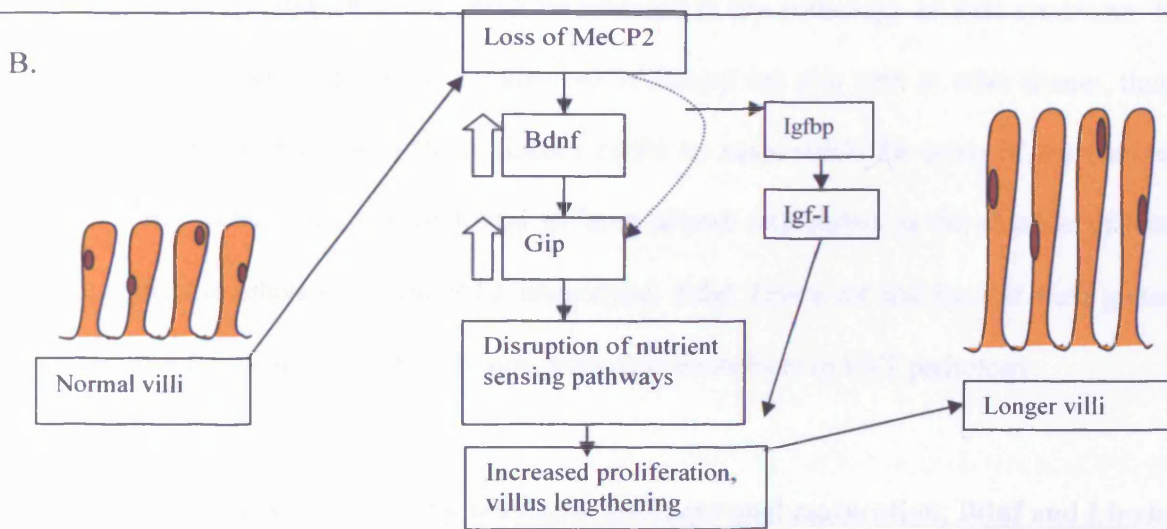 B.
Loss of MeCP2
Bdnf
Igfbp
Igf-I
Gip
Normal villi
Disruption of nutrient
sensing pathways
Longer villi
Increased proliferation,
villus lengthening